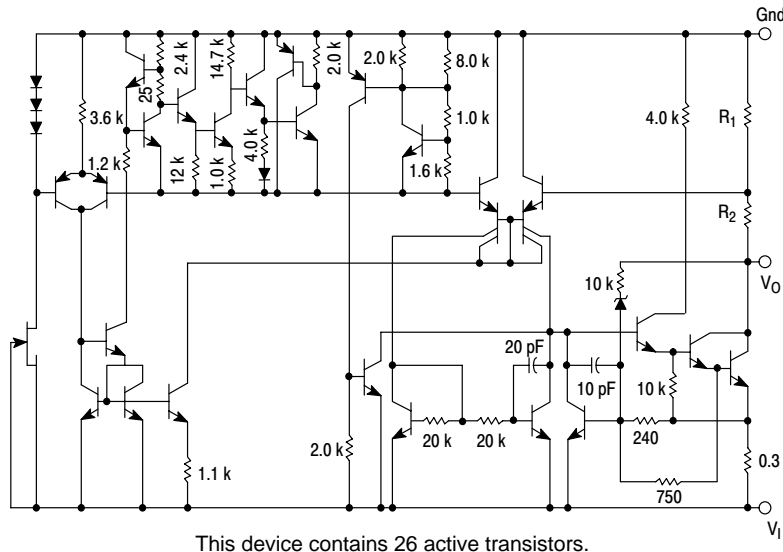 Gnd
2.4 k
14.7 k
2.0 k
2.0 k
8.0 k
25
3.6 k
1.0 k
4.0 k
R1
1.2 k
12 k
1.0 k
4.0 k
1.6 k
R2
10 k
VO
20 pF
10 pF
10 k
20 k
20 k
240
2.0 k
0.3
1.1 k
750
VI
This device contains 26 active transistors.